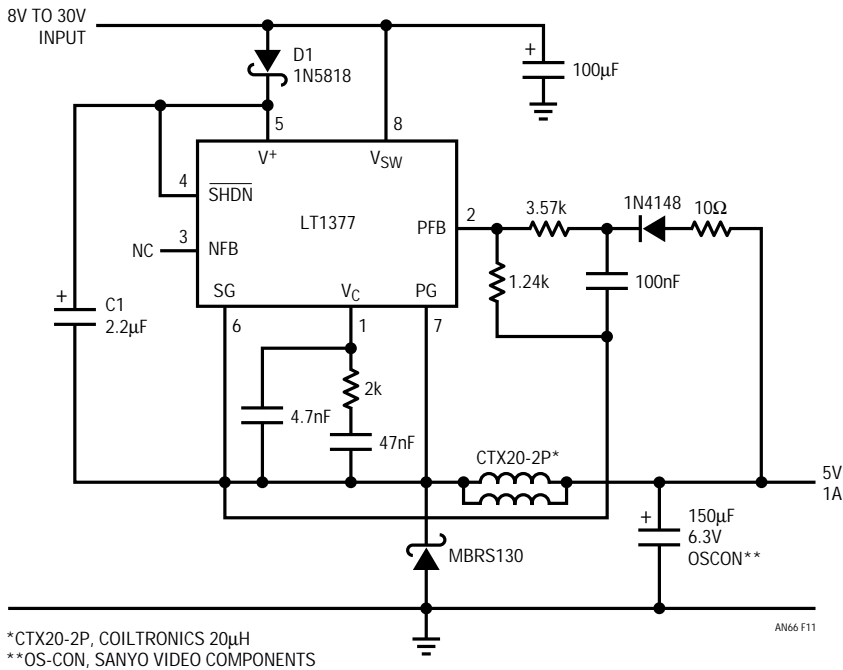 8V TO 30V
INPUT
D1
1N5818
+
100µF
5
8
V+
VSW
4
SHDN
LT1377
PFB
2
3.57k
1N4148
10Ω
NC
3
NFB
1.24k
100nF
SG
VC
PG
+
C1
2.2µF
6
1
7
2k
4.7nF
47nF
CTX20-2P*
5V
1A
+
150µF
6.3V
OSCON**
MBRS130
AN66 F11
*CTX20-2P, COILTRONICS 20µH
**OS-CON, SANYO VIDEO COMPONENTS